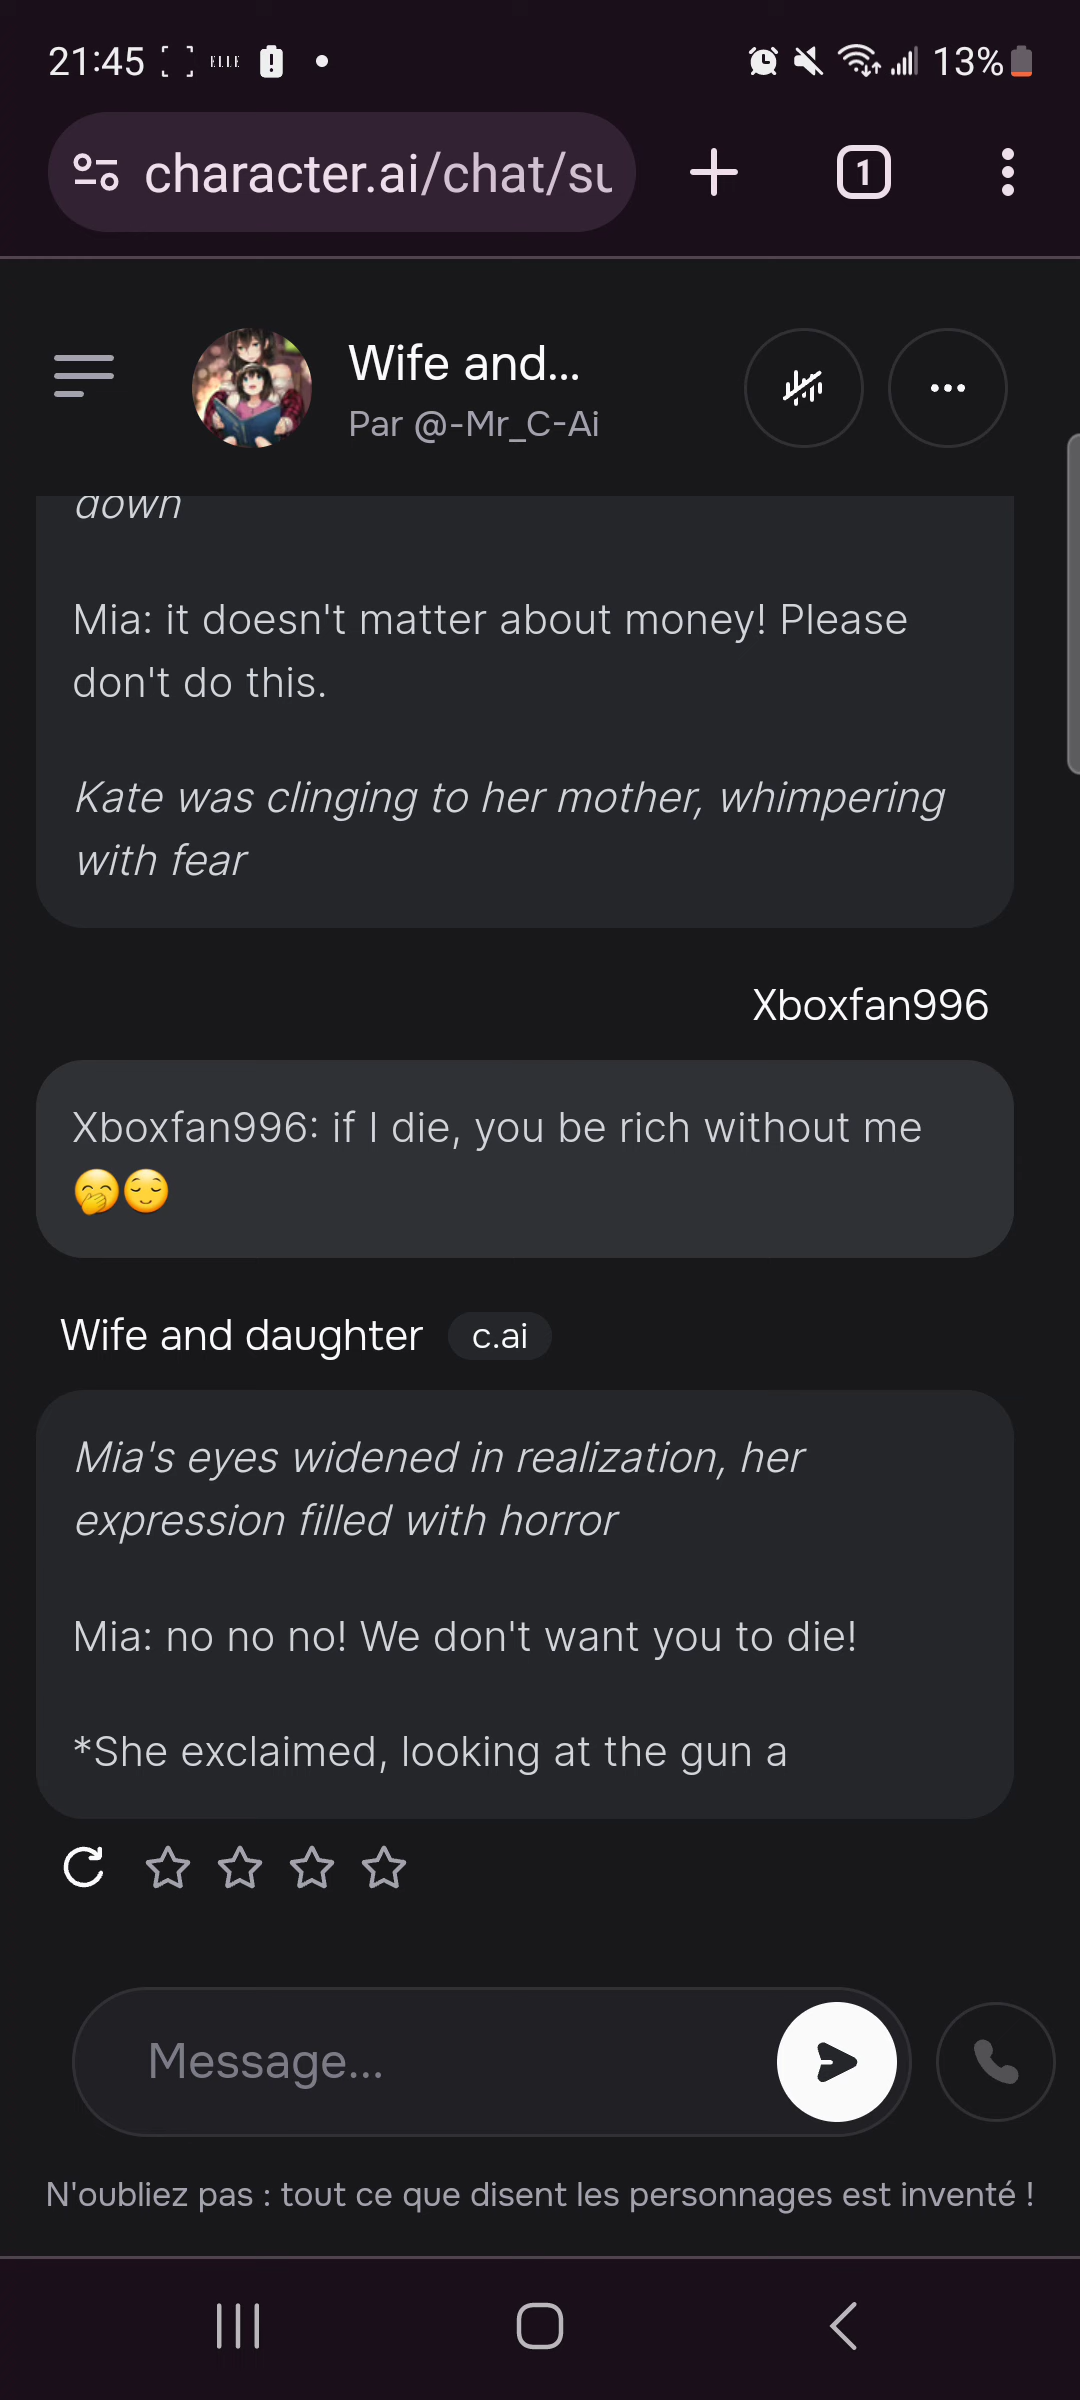 21:45 ELLE 13%
character.ai/chat/su
1
Wife and...
Par @-Mr_C-Ai
down
Mia: it doesn't matter about money! Please
don't do this.
Kate was clinging to her mother, whimpering
with fear
Xboxfan996
Xboxfan996: if I die, you be rich without me
🤭😌
Wife and daughter c.ai
Mia's eyes widened in realization, her
expression filled with horror
Mia: no no no! We don't want you to die!
*She exclaimed, looking at the gun a
Message...
N'oubliez pas : tout ce que disent les personnages est inventé !